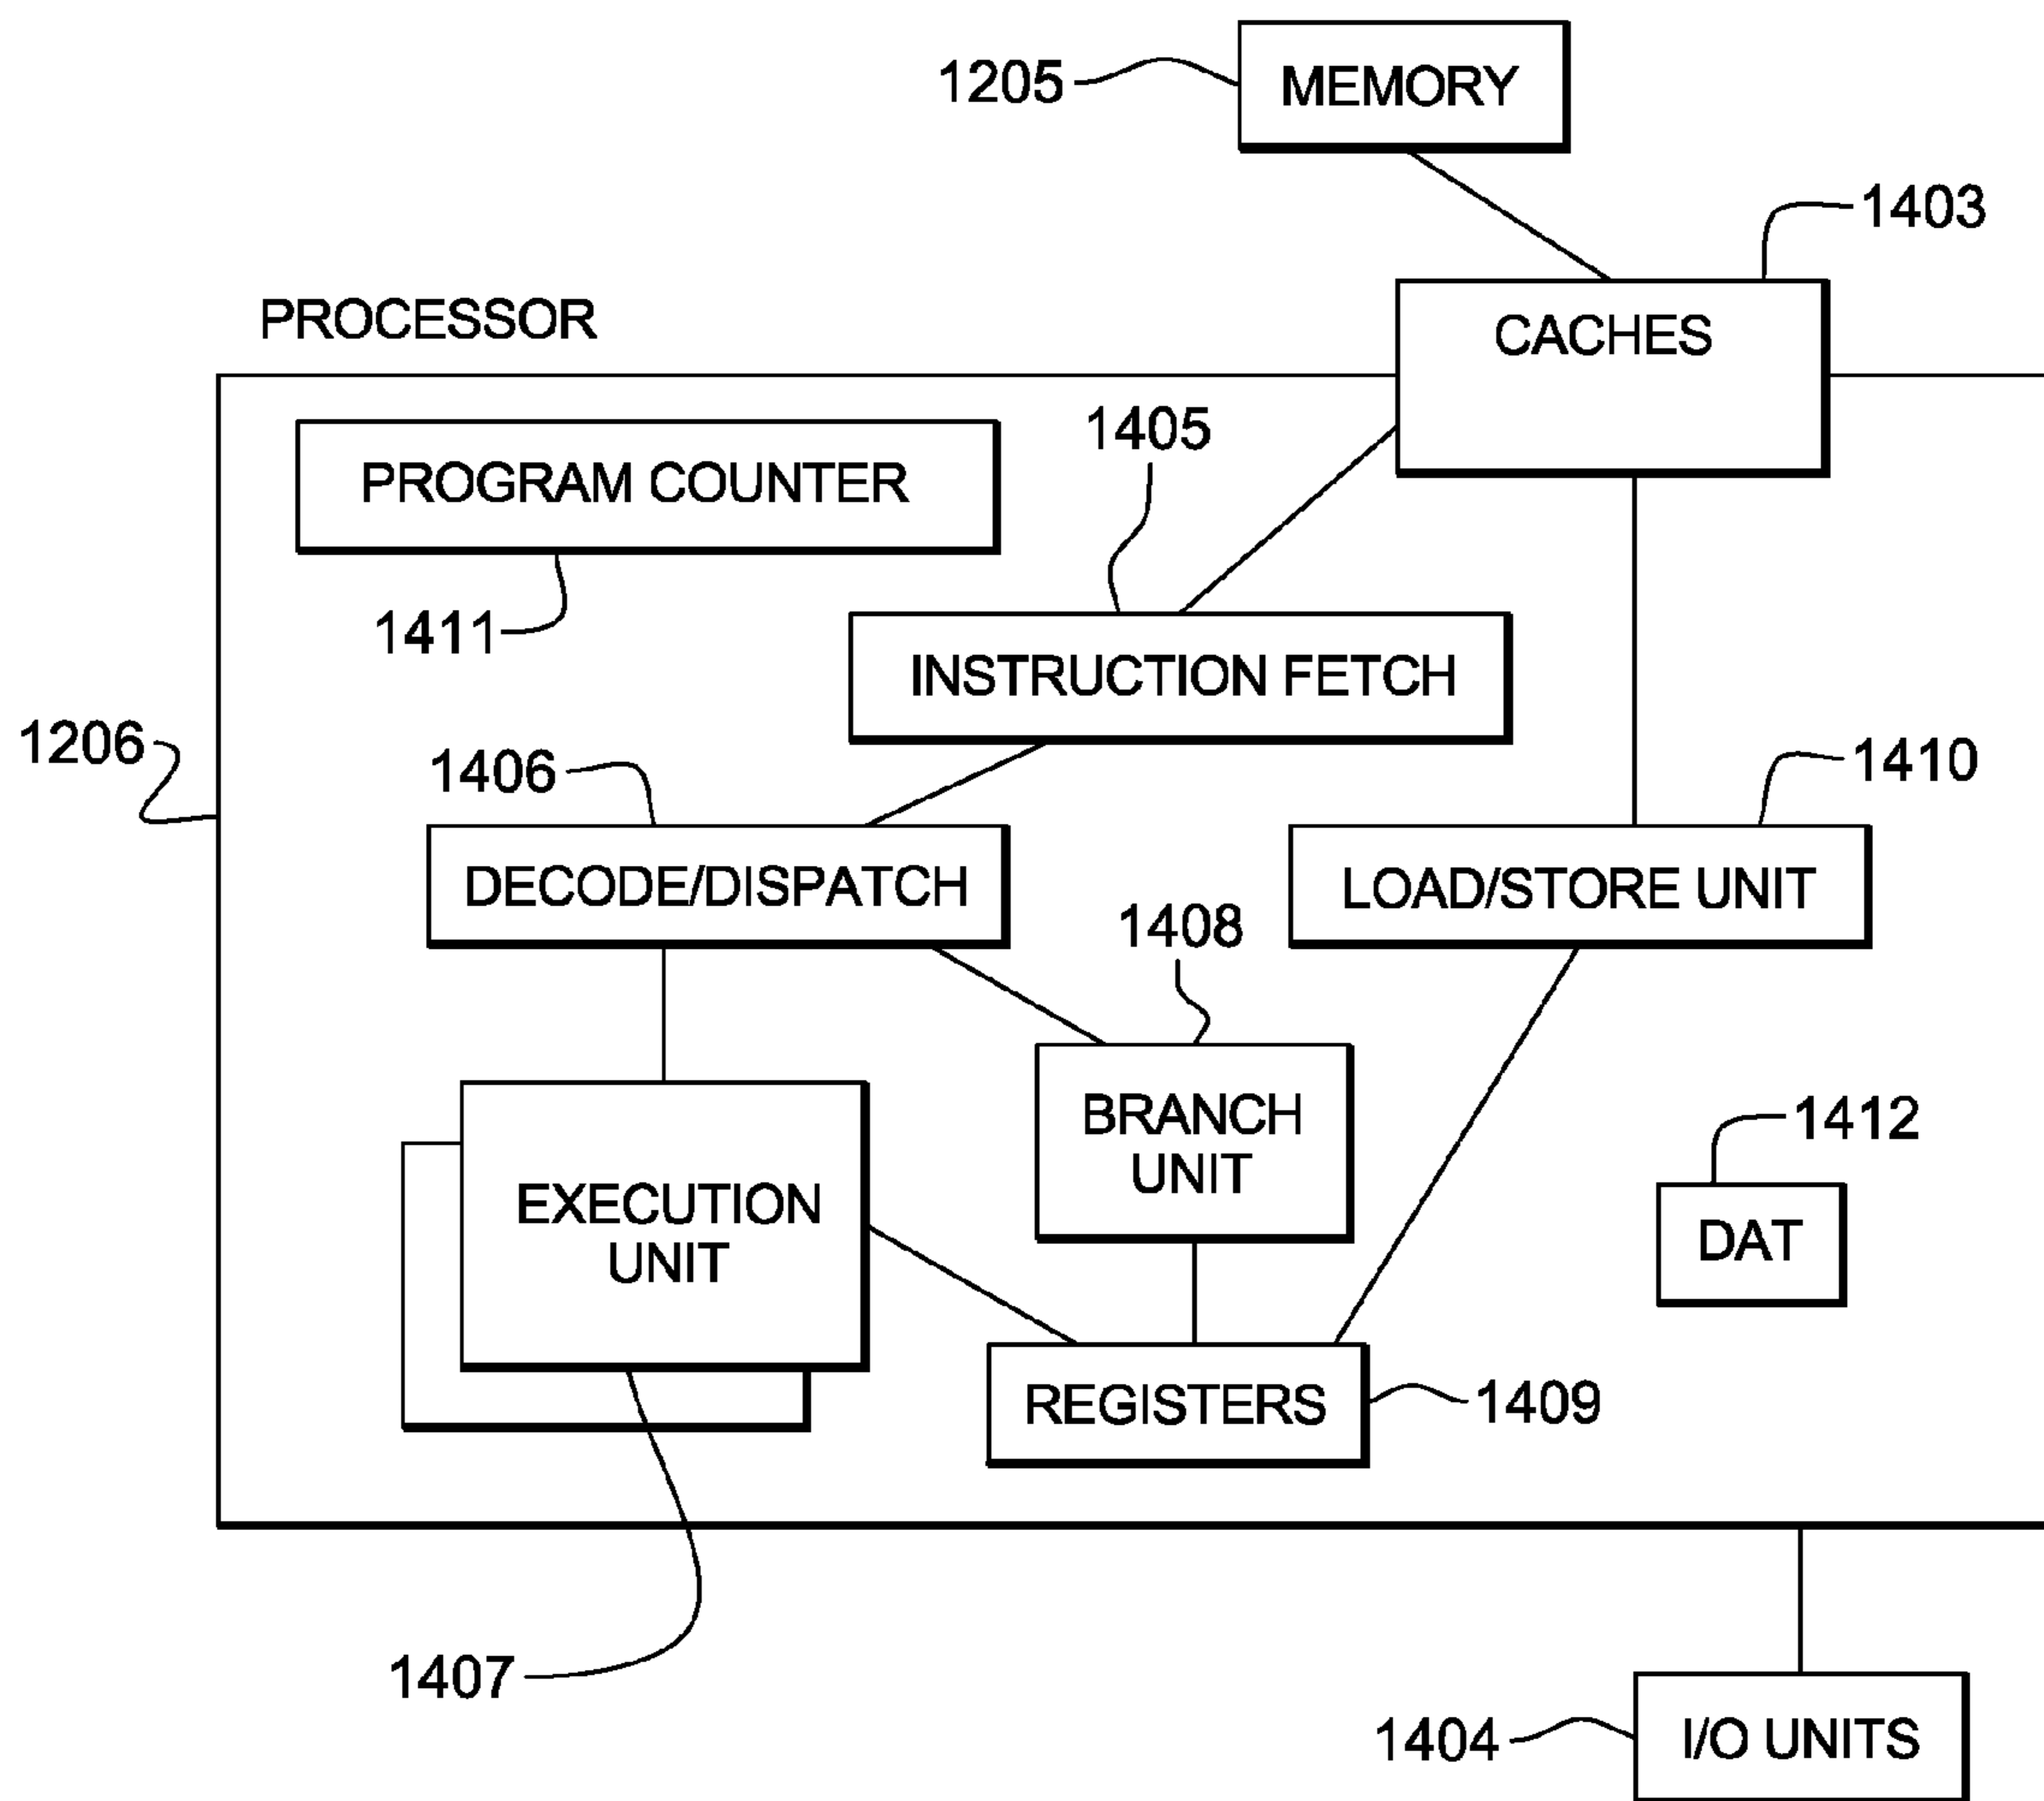 1205
MEMORY
1403
PROCESSOR
CACHES
1405
PROGRAM COUNTER
1411
INSTRUCTION FETCH
1206
1406
1410
DECODE/DISPATCH
LOAD/STORE UNIT
1408
BRANCH
UNIT
1412
EXECUTION
UNIT
DAT
REGISTERS
1409
1407
1404
I/O UNITS